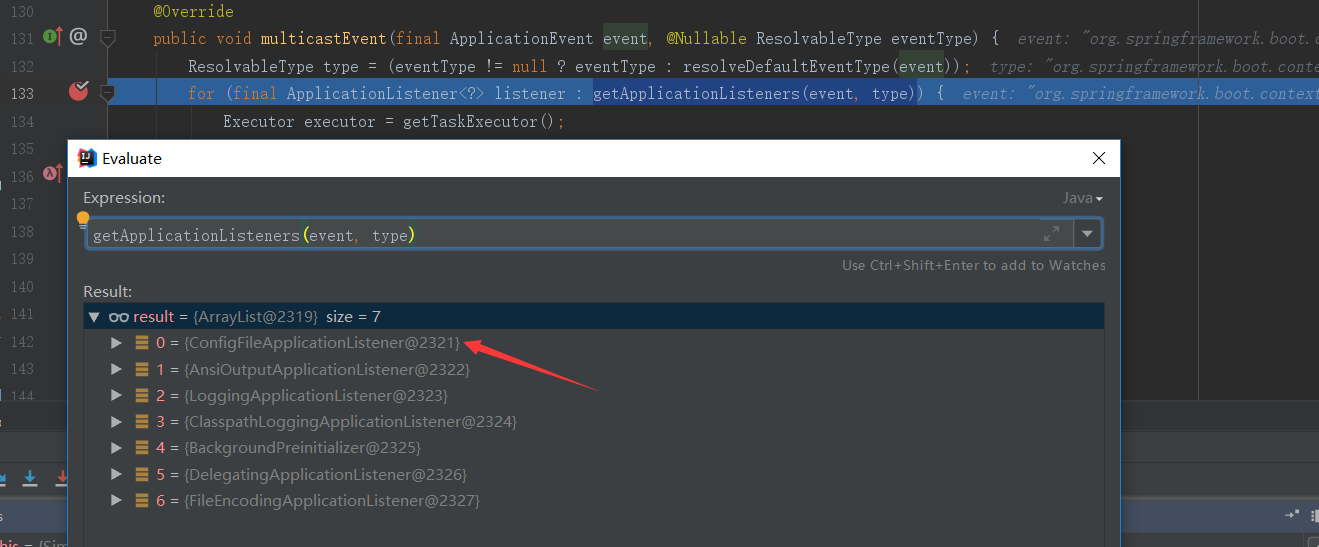 130 @Override
131 @ public void multicastEvent(final ApplicationEvent event, @Nullable ResolvableType eventType) { event: "org.springframework.boot.c
132 ResolvableType type = (eventType != null ? eventType : resolveDefaultEventType(event)); type: "org.springframework.boot.conte
133 for (final ApplicationListener<?> listener : getApplicationListeners(event, type)) { event: "org.springframework.boot.context
134 Executor executor = getTaskExecutor();
135
136
137
138
139
140
141
142
143
144
Evaluate
Expression:
Java
getApplicationListeners(event, type)
Use Ctrl+Shift+Enter to add to Watches
Result:
result = {ArrayList@2319} size = 7
0 = {ConfigFileApplicationListener@2321}
1 = {AnsiOutputApplicationListener@2322}
2 = {LoggingApplicationListener@2323}
3 = {ClasspathLoggingApplicationListener@2324}
4 = {BackgroundPreinitializer@2325}
5 = {DelegatingApplicationListener@2326}
6 = {FileEncodingApplicationListener@2327}